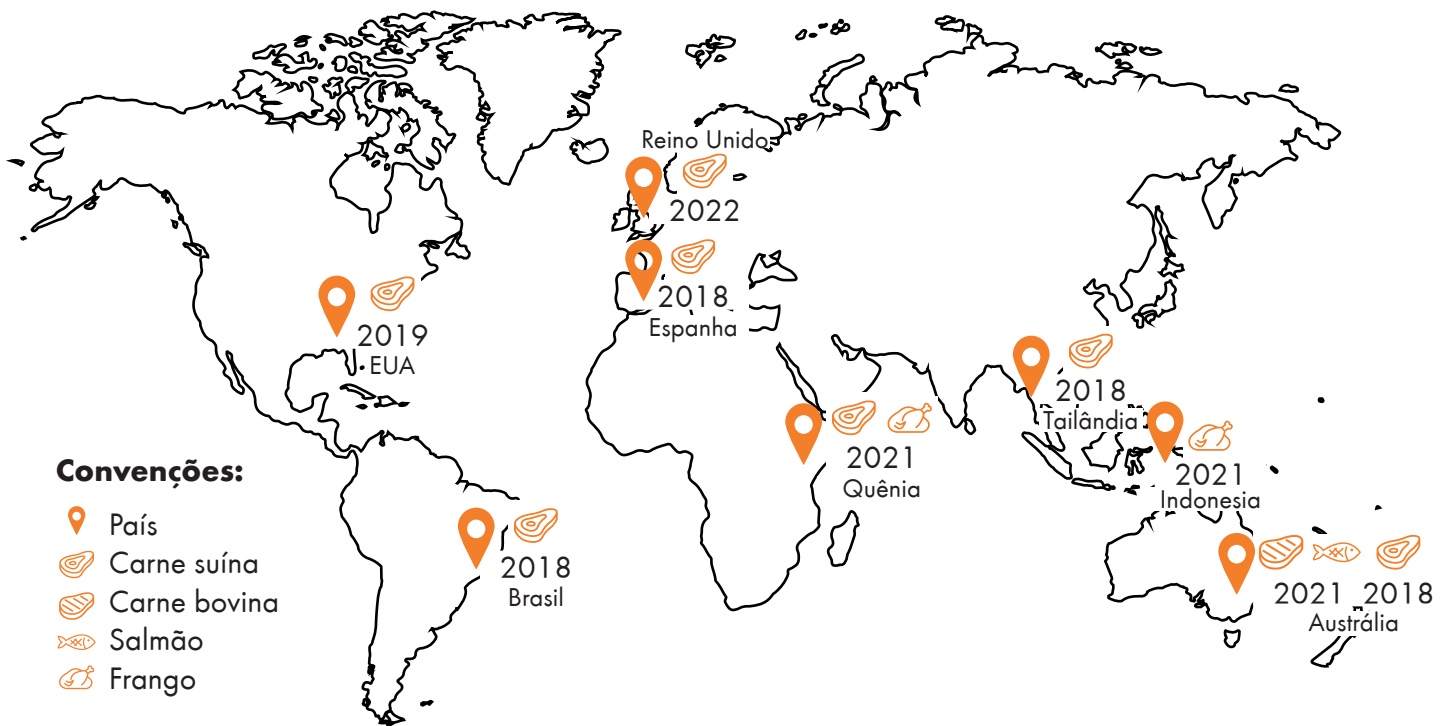 Reino Unido
2022
2018
Espanha
2019
EUA
2018
Tailândia
2021
Quênia
2021
Indonesia
2018
Brasil
2021 2018
Austrália
Convenções:
País
Carne suína
Carne bovina
Salmão
Frango